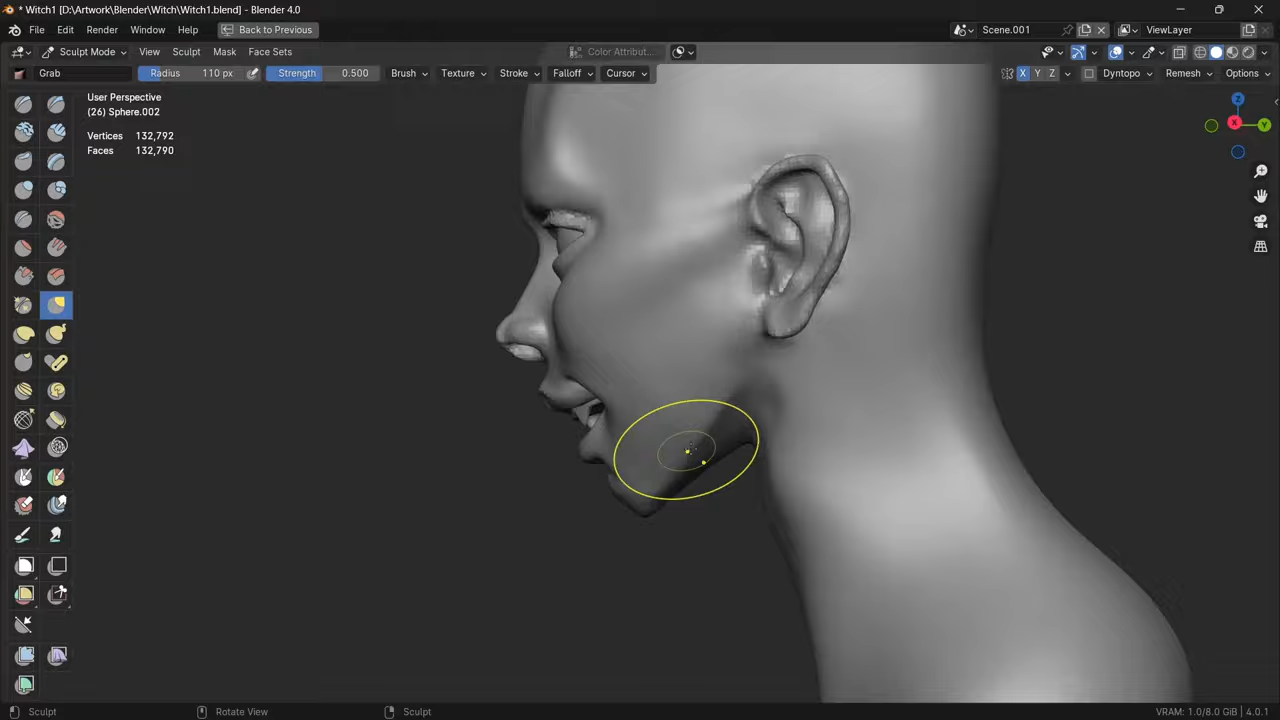 * Witch1 [D:\Artwork\Blender\Witch\Witch1.blend] - Blender 4.0
File Edit Render Window Help Back to Previous Scene.001 ViewLayer
Sculpt Mode View Sculpt Mask Face Sets Color Attribut...
Grab Radius 110 px Strength 0.500 Brush Texture Stroke Falloff Cursor X Y Z Dyntopo Remesh Options
User Perspective
(26) Sphere.002
Vertices 132,792
Faces 132,790
Z
X
Y
Sculpt Rotate View Sculpt VRAM: 1.0/8.0 GiB | 4.0.1